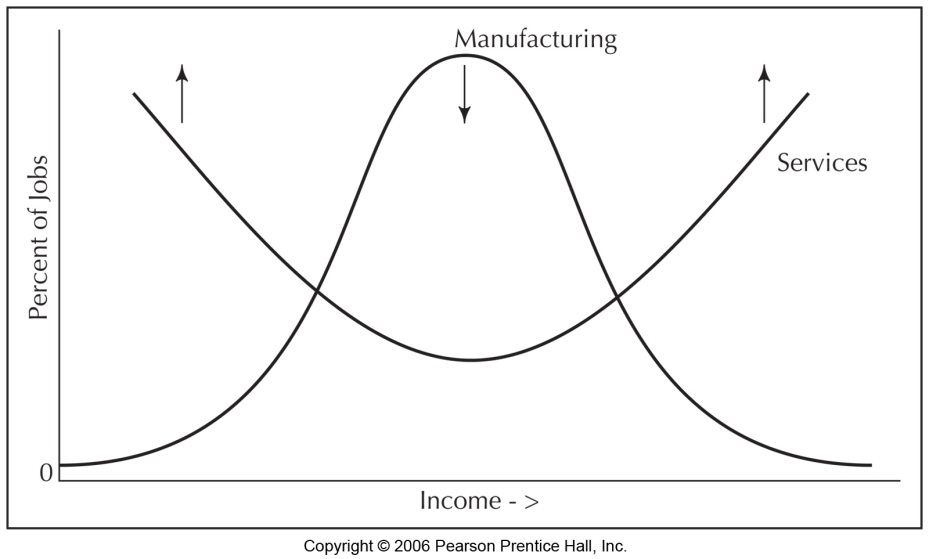 Manufacturing
Services
Percent of Jobs
0
Income - >
Copyright © 2006 Pearson Prentice Hall, Inc.